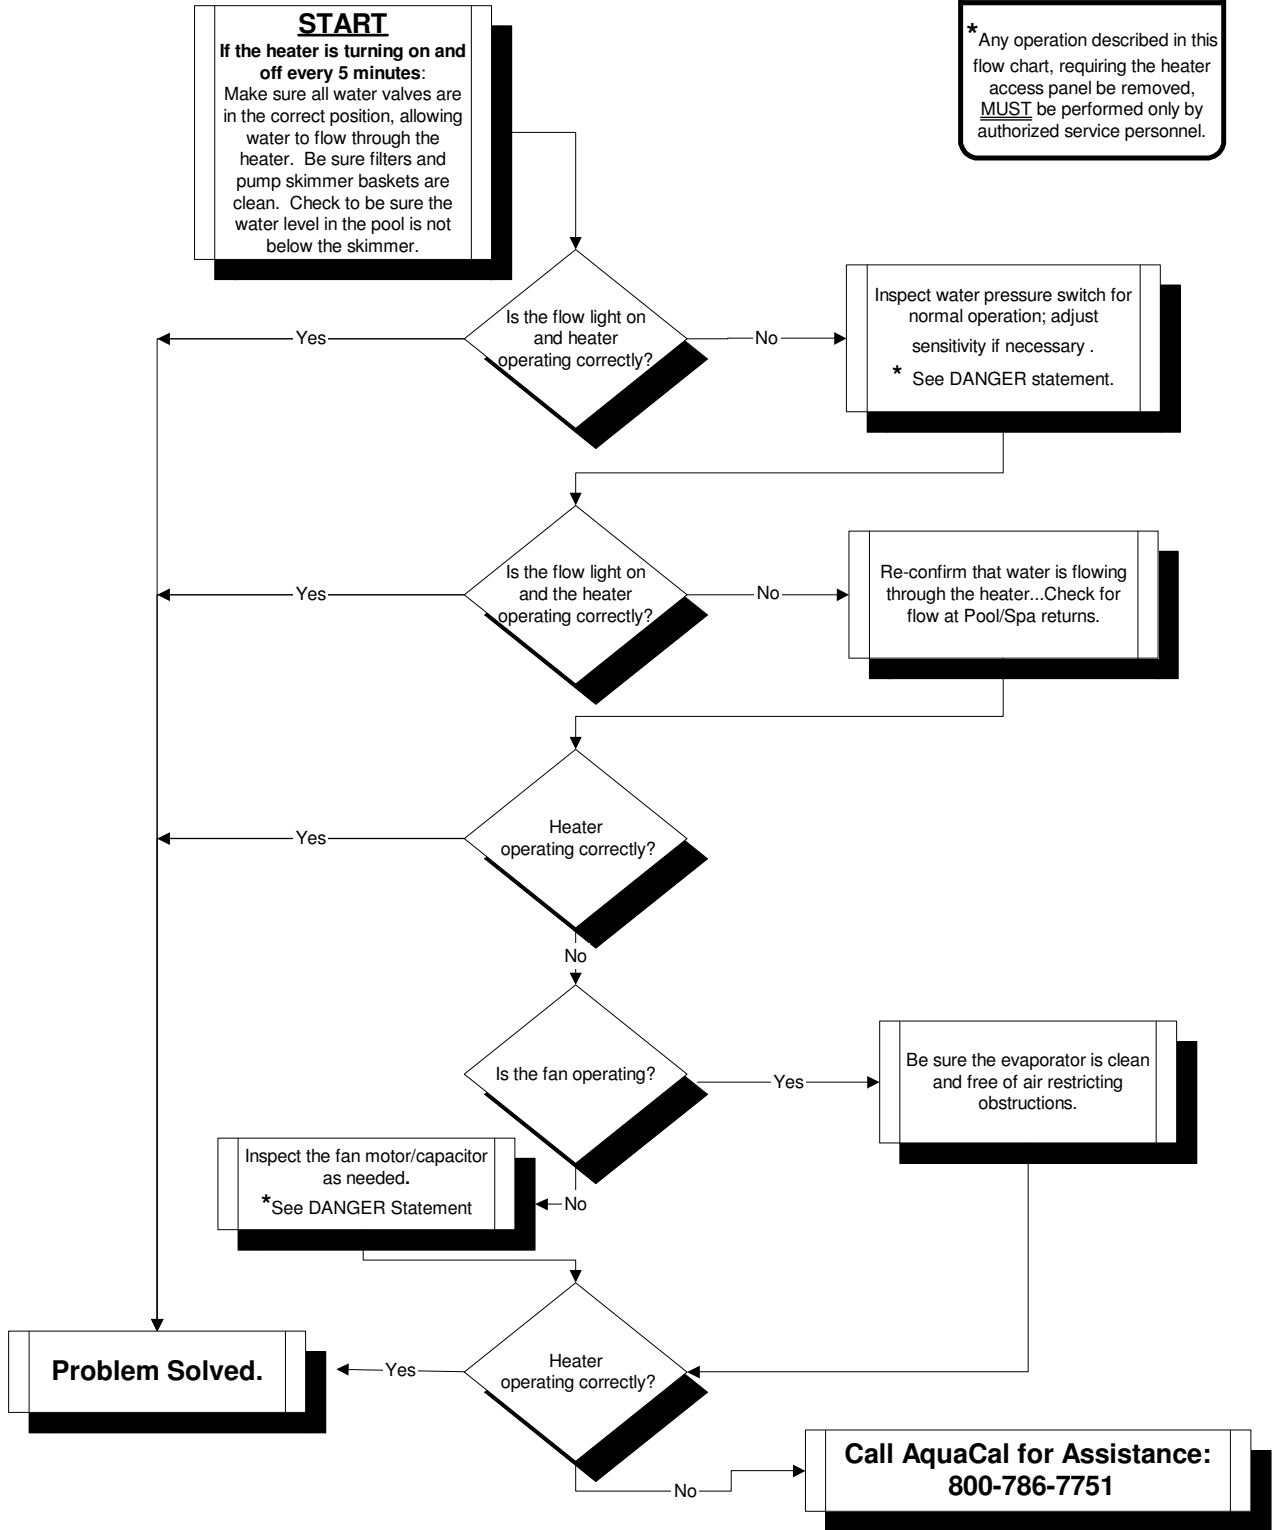 START
If the heater is turning on and
off every 5 minutes:
Make sure all water valves are
in the correct position, allowing
water to flow through the
heater. Be sure filters and
pump skimmer baskets are
clean. Check to be sure the
water level in the pool is not
below the skimmer.
*Any operation described in this
flow chart, requiring the heater
access panel be removed,
MUST be performed only by
authorized service personnel.
Is the flow light on
and heater
operating correctly?
Yes
No
Inspect water pressure switch for
normal operation; adjust
sensitivity if necessary .
* See DANGER statement.
Is the flow light on
and the heater
operating correctly?
Yes
No
Re-confirm that water is flowing
through the heater...Check for
flow at Pool/Spa returns.
Heater
operating correctly?
Yes
No
Is the fan operating?
Yes
Be sure the evaporator is clean
and free of air restricting
obstructions.
No
Inspect the fan motor/capacitor
as needed.
*See DANGER Statement
Heater
operating correctly?
Yes
Problem Solved.
No
Call AquaCal for Assistance:
800-786-7751